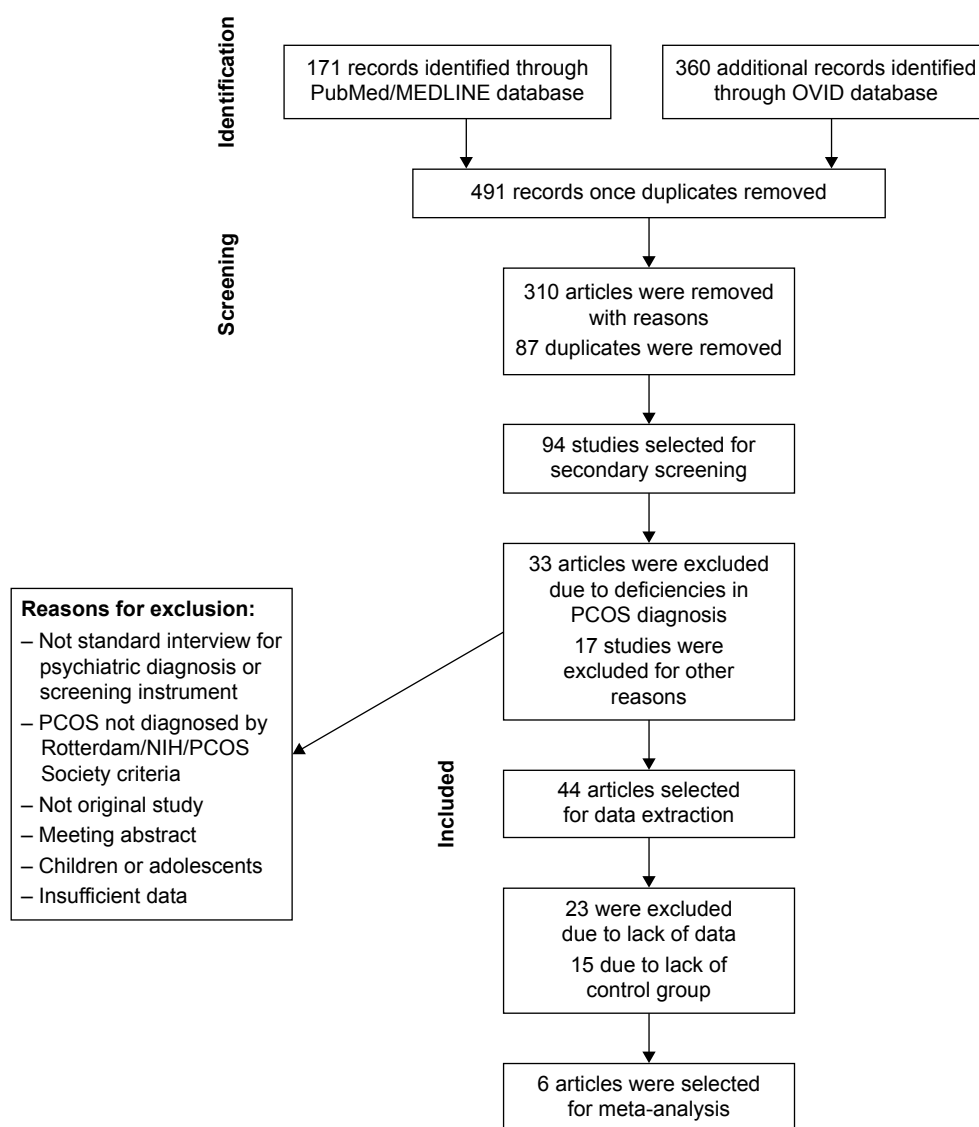 Identification
171 records identified through
PubMed/MEDLINE database
360 additional records identified
through OVID database
491 records once duplicates removed
Screening
310 articles were removed
with reasons
87 duplicates were removed
94 studies selected for
secondary screening
33 articles were excluded
due to deficiencies in
PCOS diagnosis
17 studies were
excluded for other
reasons
Reasons for exclusion:
– Not standard interview for
psychiatric diagnosis or
screening instrument
– PCOS not diagnosed by
Rotterdam/NIH/PCOS
Society criteria
– Not original study
– Meeting abstract
– Children or adolescents
– Insufficient data
Included
44 articles selected
for data extraction
23 were excluded
due to lack of data
15 due to lack of
control group
6 articles were selected
for meta-analysis